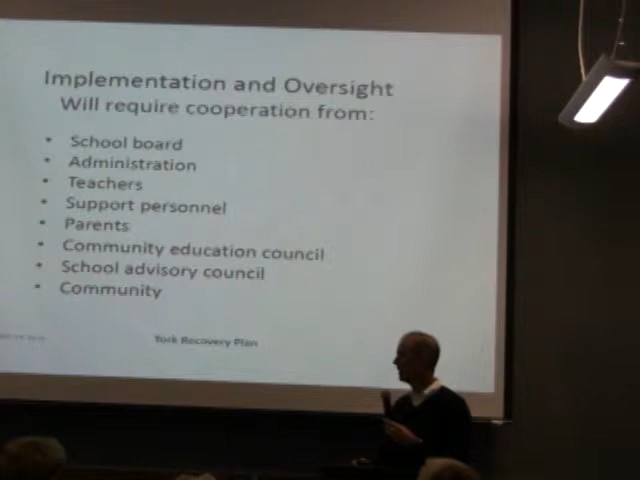 Implementation and Oversight
Will require cooperation from:
• School board
• Administration
• Teachers
• Support personnel
• Parents
• Community education council
• School advisory council
• Community
York Recovery Plan